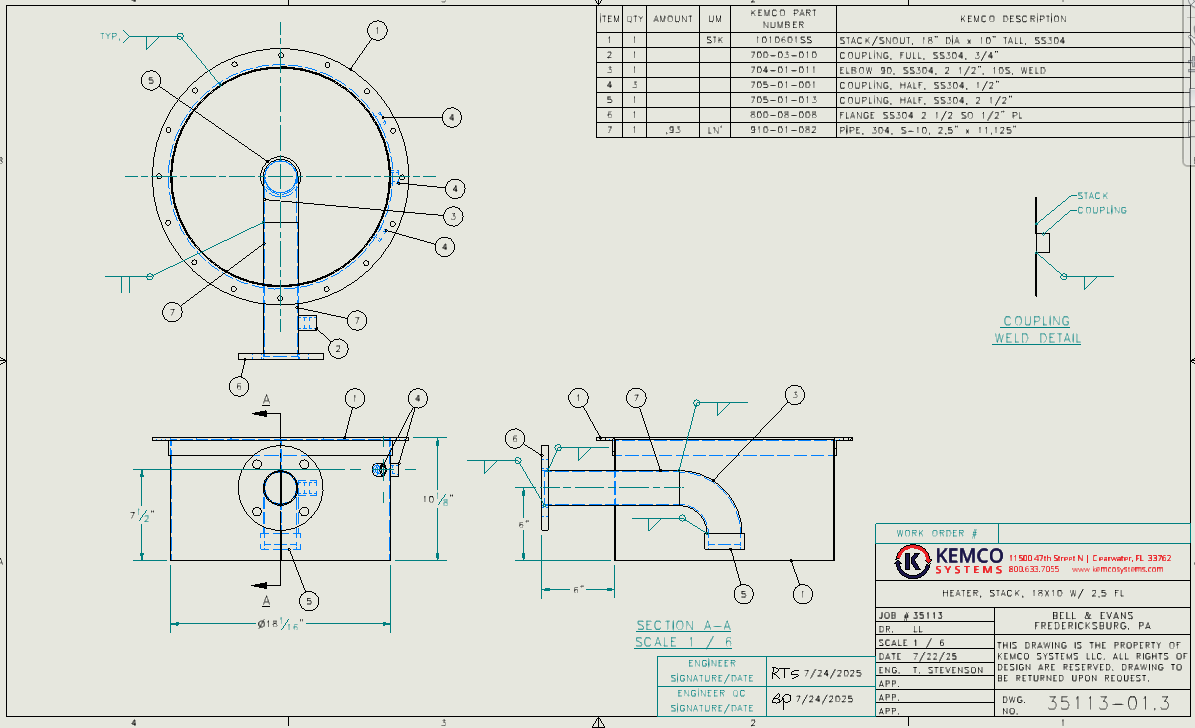 4
3
2
1
ITEM QTY AMOUNT UM KEMCO PART NUMBER KEMCO DESCRIPTION
1 1 STK 1010601SS STACK/SNOUT, 18" DIA x 10" TALL, SS304
2 1 700-03-010 COUPLING, FULL, SS304, 3/4"
3 1 704-01-011 ELBOW 90, SS304, 2 1/2", 10S, WELD
4 3 705-01-001 COUPLING, HALF, SS304, 1/2"
5 1 705-01-013 COUPLING, HALF, SS304, 2 1/2"
6 1 800-08-008 FLANGE SS304 2 1/2 SO 1/2" PL
7 1 .93 LN' 910-01-082 PIPE, 304, S-10, 2.5" x 11.125"
TYP.
1
5
4
4
3
4
7
7
2
6
B
STACK
COUPLING
COUPLING
WELD DETAIL
A
1
4
7 1/2"
10 1/8"
A
5
Ø18 1/16"
1
7
3
6
6"
6"
5
1
SECTION A-A
SCALE 1 / 6
A
WORK ORDER #
KEMCO
SYSTEMS
11500 47th Street N | Clearwater, FL 33762
800.633.7055 www.kemcosystems.com
HEATER, STACK, 18X10 W/ 2.5 FL
JOB # 35113
DR. LL
SCALE 1 / 6
DATE 7/22/25
ENG. T. STEVENSON
APP.
APP.
APP.
BELL & EVANS
FREDERICKSBURG, PA
THIS DRAWING IS THE PROPERTY OF
KEMCO SYSTEMS LLC. ALL RIGHTS OF
DESIGN ARE RESERVED. DRAWING TO
BE RETURNED UPON REQUEST.
DWG. NO. 35113-01.3
ENGINEER
SIGNATURE/DATE
RTS 7/24/2025
ENGINEER QC
SIGNATURE/DATE
7/24/2025
4
3
2
1